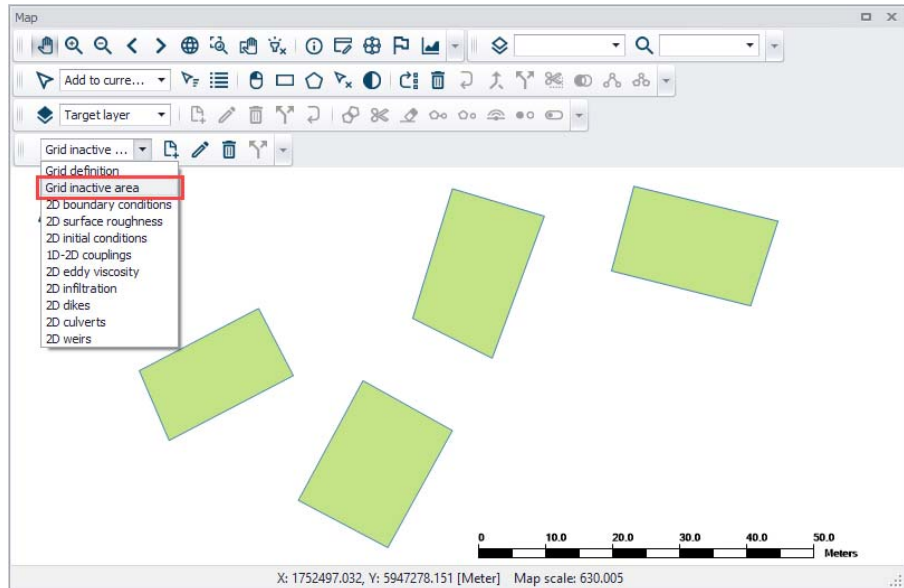 Map
Add to curre...
Target layer
Grid inactive ...
Grid definition
Grid inactive area
2D boundary conditions
2D surface roughness
2D initial conditions
1D-2D couplings
2D eddy viscosity
2D infiltration
2D dikes
2D culverts
2D weirs
0 10.0 20.0 30.0 40.0 50.0
Meters
X: 1752497.032, Y: 5947278.151 [Meter] Map scale: 630.005